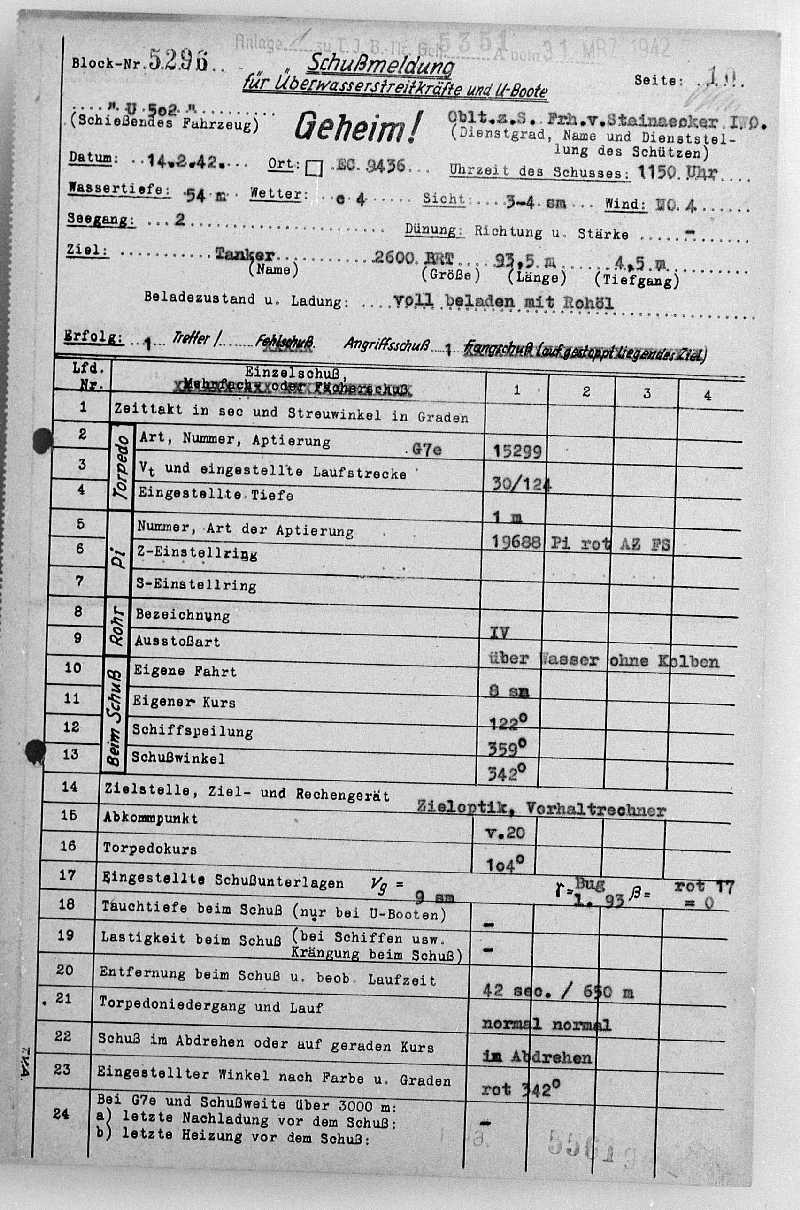 Anlage zu T.J.B.-Nr. Geh. 5351 A vom 31. MRZ. 1942
Block-Nr. 5296
Schußmeldung
für Überwasserstreitkräfte und U-Boote
Seite: 10.
" U 502 "
(Schießendes Fahrzeug)
Geheim!
Oblt.z.S. Frh.v.Stainaecker IWO.
(Dienstgrad, Name und Dienststel-
lung des Schützen)
Datum: 14.2.42. Ort: EC 9436 Uhrzeit des Schusses: 1150 Uhr
Wassertiefe: 54 m Wetter: c 4 Sicht: 3-4 sm Wind: NO.4
Seegang: 2 Dünung: Richtung u. Stärke -
Ziel: Tanker 2600 BRT 93,5 m 4,5 m
(Name) (Größe) (Länge) (Tiefgang)
Beladezustand u. Ladung: voll beladen mit Rohöl
Erfolg: 1 Treffer / Fehlschuß Angriffsschuß 1 Fangschuß (auf gestoppt liegendes Ziel)
Lfd. Nr. Einzelschuß, Mehrfach- oder Fächerschuß 1 2 3 4
1 Zeittakt in sec und Streuwinkel in Graden
Torpedo
2 Art, Nummer, Aptierung G7e 15299
3 Vt und eingestellte Laufstrecke 30/124
4 Eingestellte Tiefe 1 m
Pi
5 Nummer, Art der Aptierung 19688 Pi rot AZ FS
6 Z-Einstellring
7 S-Einstellring
Rohr
8 Bezeichnung IV
9 Ausstoßart über Wasser ohne Kolben
Beim Schuß
10 Eigene Fahrt 8 sm
11 Eigener Kurs 122°
12 Schiffspeilung 359°
13 Schußwinkel 342°
14 Zielstelle, Ziel- und Rechengerät Zieloptik, Vorhaltrechner
15 Abkommpunkt v.20
16 Torpedokurs 104°
17 Eingestellte Schußunterlagen Vg = 9 sm γ= Bug l. 93 β= rot 17 = 0
18 Tauchtiefe beim Schuß (nur bei U-Booten) -
19 Lastigkeit beim Schuß (bei Schiffen usw. Krängung beim Schuß) -
20 Entfernung beim Schuß u. beob. Laufzeit 42 sec. / 650 m
21 Torpedoniedergang und Lauf normal normal
22 Schuß im Abdrehen oder auf geraden Kurs im Abdrehen
23 Eingestellter Winkel nach Farbe u. Graden rot 342°
24 Bei G7e und Schußweite über 3000 m:
a) letzte Nachladung vor dem Schuß: -
b) letzte Heizung vor dem Schuß: